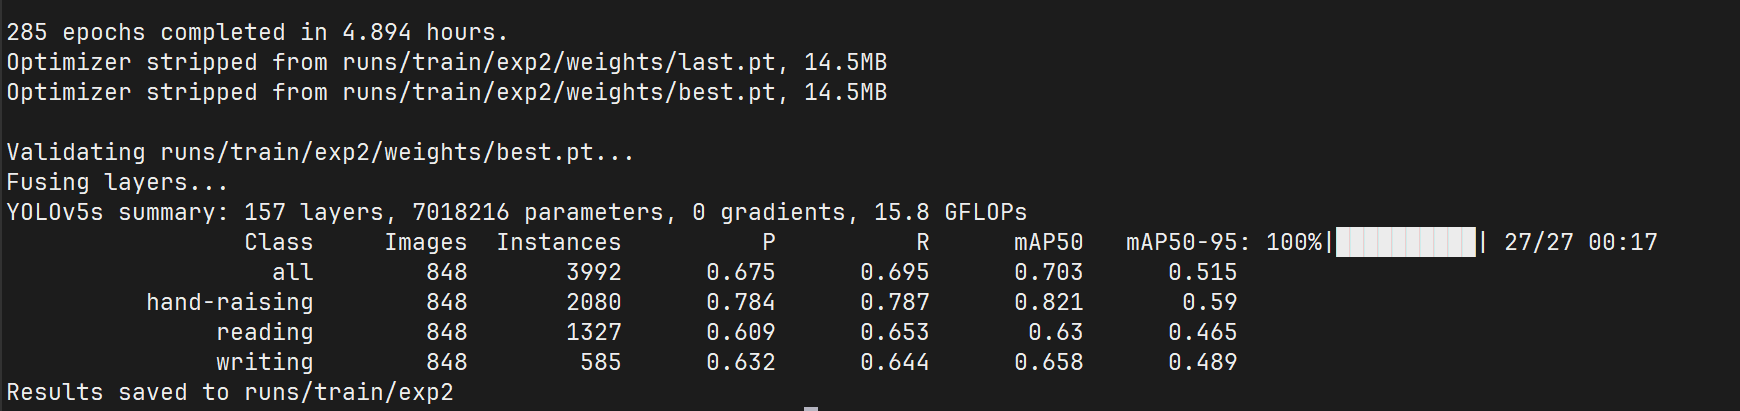 285 epochs completed in 4.894 hours.
Optimizer stripped from runs/train/exp2/weights/last.pt, 14.5MB
Optimizer stripped from runs/train/exp2/weights/best.pt, 14.5MB
Validating runs/train/exp2/weights/best.pt...
Fusing layers...
YOLOv5s summary: 157 layers, 7018216 parameters, 0 gradients, 15.8 GFLOPs
Class Images Instances P R mAP50 mAP50-95: 100%|██████████| 27/27 00:17
all 848 3992 0.675 0.695 0.703 0.515
hand-raising 848 2080 0.784 0.787 0.821 0.59
reading 848 1327 0.609 0.653 0.63 0.465
writing 848 585 0.632 0.644 0.658 0.489
Results saved to runs/train/exp2